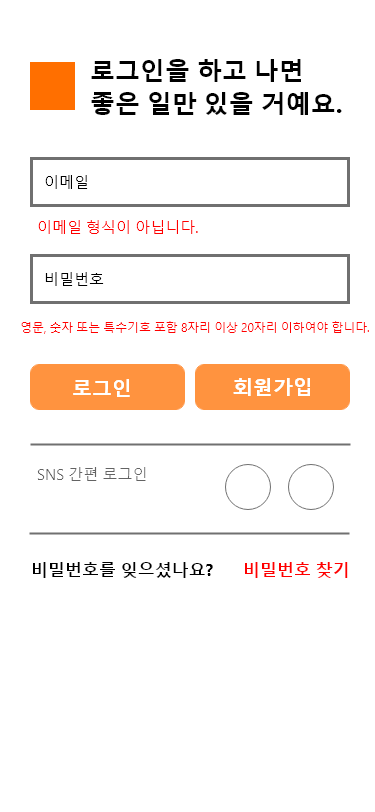 로그인을 하고 나면
좋은 일만 있을 거예요.
이메일
이메일 형식이 아닙니다.
비밀번호
영문, 숫자 또는 특수기호 포함 8자리 이상 20자리 이하여야 합니다.
로그인 회원가입
SNS 간편 로그인
비밀번호를 잊으셨나요? 비밀번호 찾기